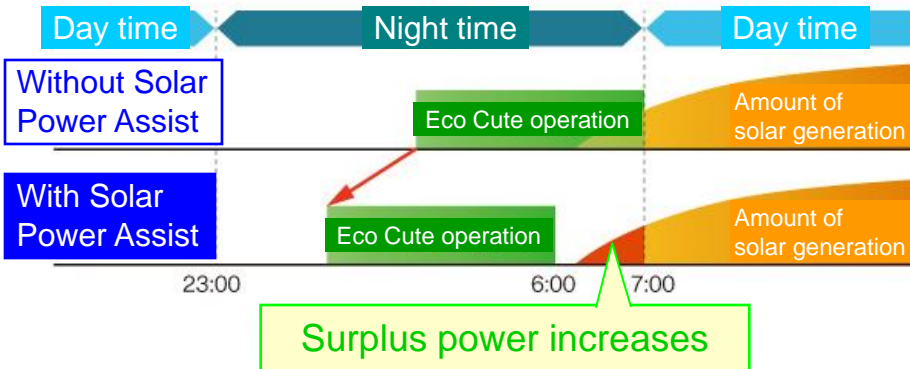 Day time
Night time
Day time
Without Solar
Power Assist
Eco Cute operation
Amount of
solar generation
With Solar
Power Assist
Eco Cute operation
Amount of
solar generation
23:00
6:00
7:00
Surplus power increases